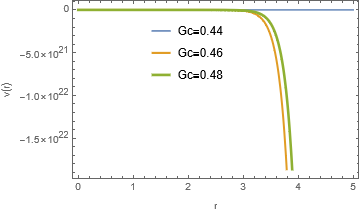 0
Gc=0.44
Gc=0.46
Gc=0.48
-5.0×10²¹
-1.0×10²²
-1.5×10²²
v(r)
0 1 2 3 4 5
r